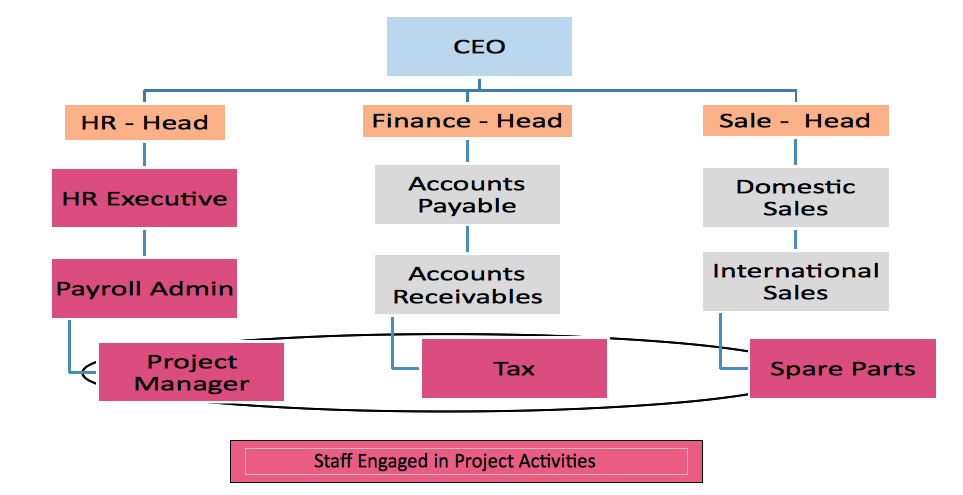 CEO
HR - Head
Finance - Head
Sale - Head
HR Executive
Accounts
Payable
Domestic
Sales
Payroll Admin
Accounts
Receivables
International
Sales
Project
Manager
Tax
Spare Parts
Staff Engaged in Project Activities